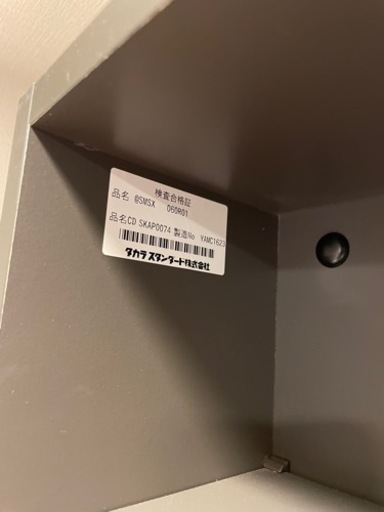 検査合格証
品名 @SMSX 060R01
品名CD SKAP0074 製造No YAMC1623
タカラスタンダード株式会社